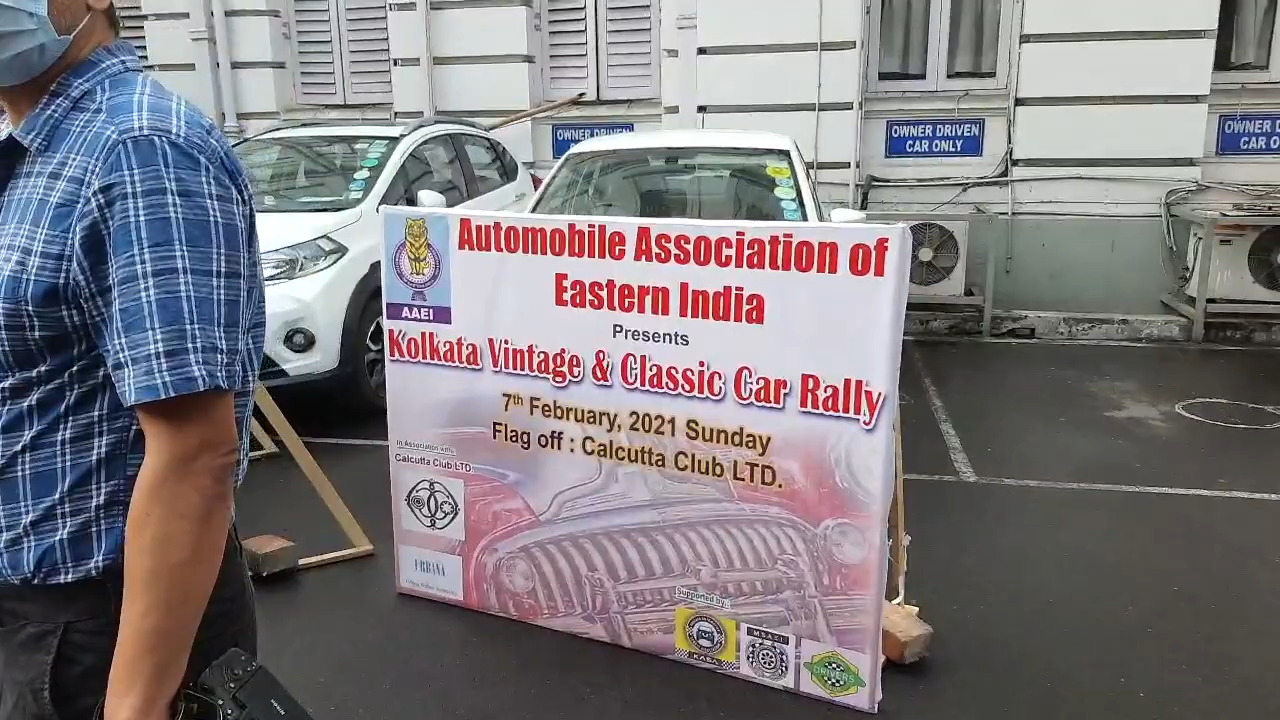 OWNER DRIVEN
OWNER DRIVEN
CAR ONLY
OWNER D
CAR O
AAEI
Automobile Association of
Eastern India
Presents
Kolkata Vintage & Classic Car Rally
7th February, 2021 Sunday
Flag off : Calcutta Club LTD.
In Association with:
Calcutta Club LTD.
URBANA
Supported by:
KASA
MSAEI
DRIVERS